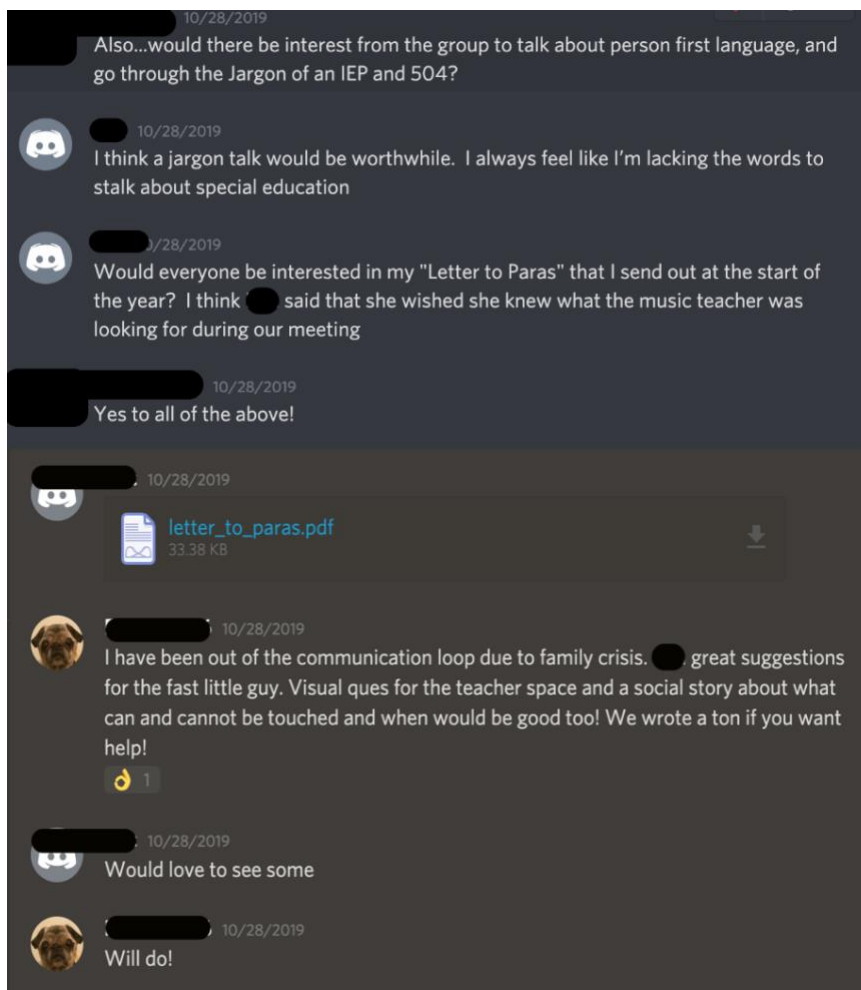 10/28/2019
Also...would there be interest from the group to talk about person first language, and
go through the Jargon of an IEP and 504?
10/28/2019
I think a jargon talk would be worthwhile. I always feel like I'm lacking the words to
stalk about special education
/28/2019
Would everyone be interested in my "Letter to Paras" that I send out at the start of
the year? I think said that she wished she knew what the music teacher was
looking for during our meeting
10/28/2019
Yes to all of the above!
10/28/2019
letter_to_paras.pdf
33.38 KB
10/28/2019
I have been out of the communication loop due to family crisis. great suggestions
for the fast little guy. Visual ques for the teacher space and a social story about what
can and cannot be touched and when would be good too! We wrote a ton if you want
help!
👌 1
10/28/2019
Would love to see some
10/28/2019
Will do!